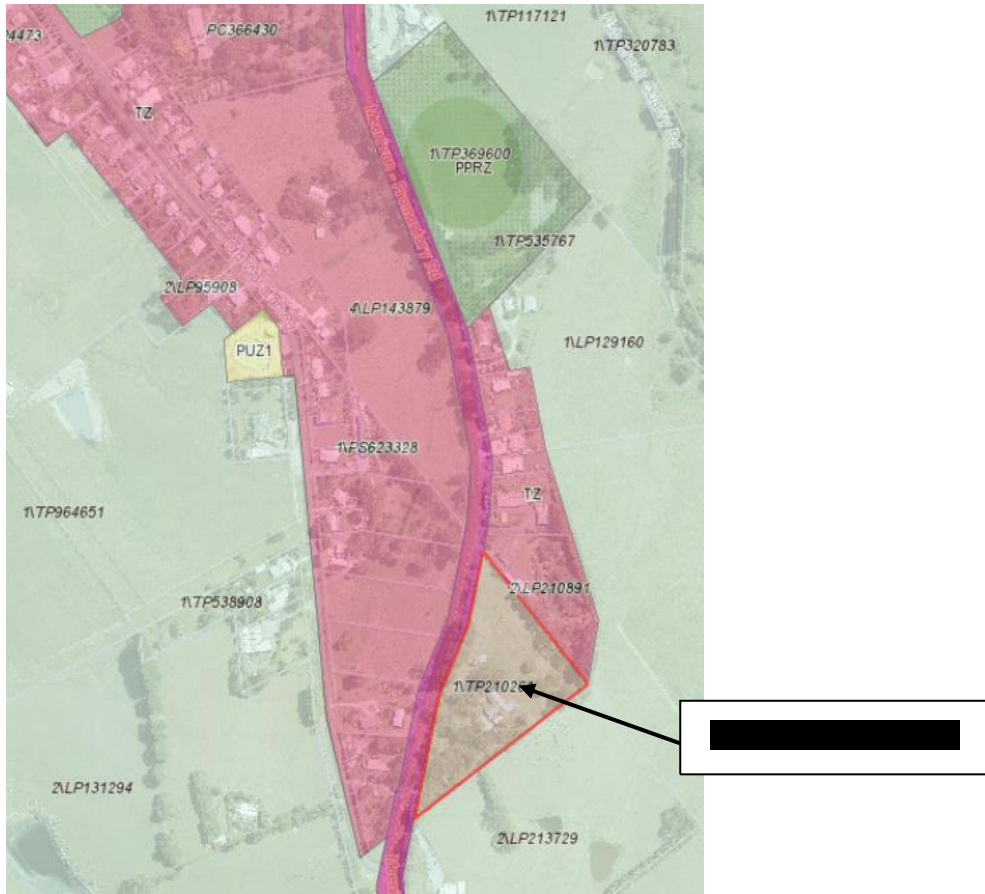 1\TP117121
PC366430
1\TP320783
TZ
1\TP369600
PPRZ
1\TP535767
2\LP95908
4\LP143879
1\LP129160
PUZ1
1\PS623328
TZ
1\TP964651
2\LP210891
1\TP538908
2\LP131294
2\LP213729